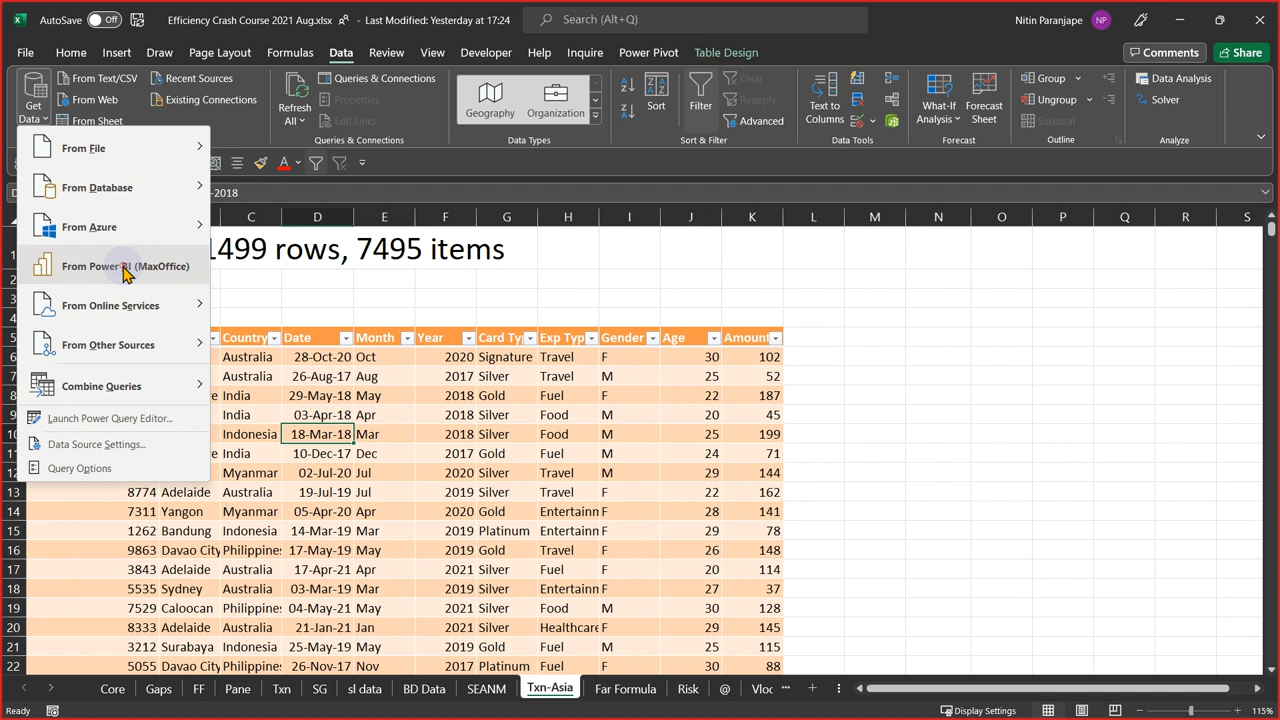 AutoSave Off Efficiency Crash Course 2021 Aug.xlsx - Last Modified: Yesterday at 17:24 Search (Alt+Q) Nitin Paranjape NP
File Home Insert Draw Page Layout Formulas Data Review View Developer Help Inquire Power Pivot Table Design Comments Share
Get Data From Text/CSV Recent Sources Refresh All Queries & Connections Geography Organization Sort Filter Clear Text to Columns What-If Analysis Forecast Sheet Group Data Analysis
From Web Existing Connections Properties Reapply Ungroup Solver
From Sheet Edit Links Advanced Subtotal
Queries & Connections Data Types Sort & Filter Data Tools Forecast Outline Analyze
From File
From Database
From Azure
From Power BI (MaxOffice)
From Online Services
From Other Sources
Combine Queries
Launch Power Query Editor...
Data Source Settings...
Query Options
-2018
C D E F G H I J K L M N O P Q R S
1499 rows, 7495 items
Country Date Month Year Card Ty Exp Typ Gender Age Amount
Australia 28-Oct-20 Oct 2020 Signature Travel F 30 102
Australia 26-Aug-17 Aug 2017 Silver Travel M 25 52
e India 29-May-18 May 2018 Gold Fuel F 22 187
India 03-Apr-18 Apr 2018 Silver Food M 20 45
Indonesia 18-Mar-18 Mar 2018 Silver Food M 25 199
e India 10-Dec-17 Dec 2017 Gold Fuel F 24 71
Myanmar 02-Jul-20 Jul 2020 Silver Travel M 29 144
13 8774 Adelaide Australia 19-Jul-19 Jul 2019 Silver Travel F 22 162
14 7311 Yangon Myanmar 05-Apr-20 Apr 2020 Gold Entertainn F 28 141
15 1262 Bandung Indonesia 14-Mar-19 Mar 2019 Platinum Entertainn F 29 78
16 9863 Davao City Philippine 17-May-19 May 2019 Gold Travel F 26 148
17 3843 Adelaide Australia 17-Apr-21 Apr 2021 Silver Fuel F 20 114
18 5535 Sydney Australia 03-Mar-19 Mar 2019 Silver Entertainn F 27 37
19 7529 Caloocan Philippine 04-May-21 May 2021 Silver Food M 30 128
20 8333 Adelaide Australia 21-Jan-21 Jan 2021 Silver Healthcare F 29 145
21 3212 Surabaya Indonesia 25-May-19 May 2019 Gold Fuel M 25 115
22 5055 Davao City Philippine 26-Nov-17 Nov 2017 Platinum Fuel F 30 88
Core Gaps FF Pane Txn SG sl data BD Data SEANM Txn-Asia Far Formula Risk @ Vloc ...
Ready Display Settings 115%